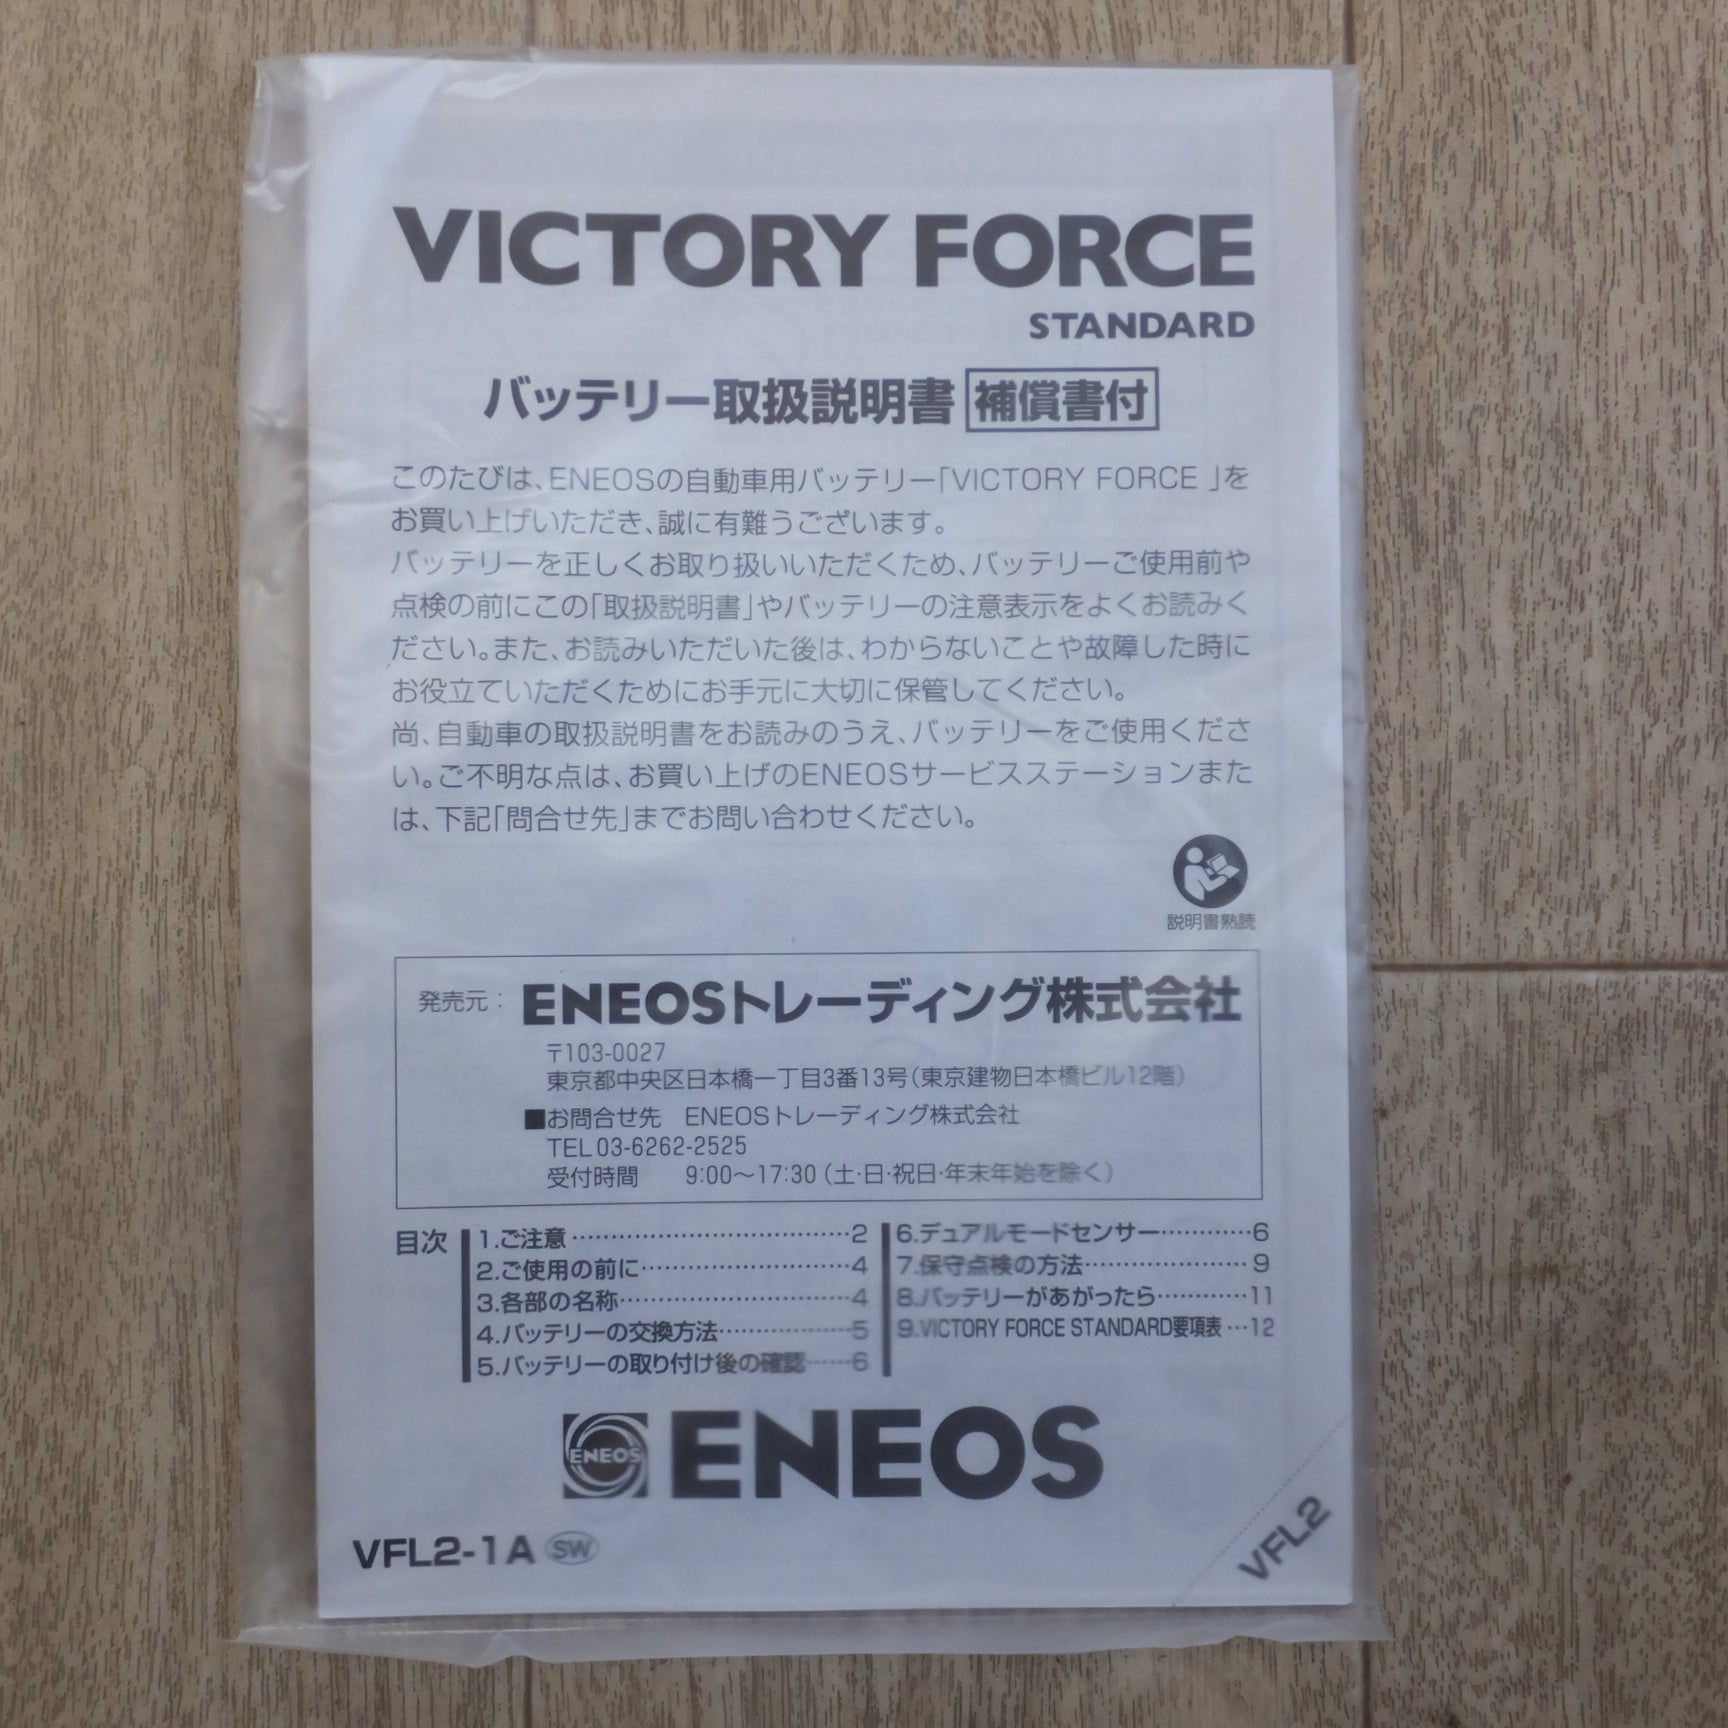 VICTORY FORCE
STANDARD
バッテリー取扱説明書 補償書付
このたびは、ENEOSの自動車用バッテリー「VICTORY FORCE 」を
お買い上げいただき、誠に有難うございます。
バッテリーを正しくお取り扱いいただくため、バッテリーご使用前や
点検の前にこの「取扱説明書」やバッテリーの注意表示をよくお読みく
ださい。また、お読みいただいた後は、わからないことや故障した時に
お役立ていただくためにお手元に大切に保管してください。
尚、自動車の取扱説明書をお読みのうえ、バッテリーをご使用くださ
い。ご不明な点は、お買い上げのENEOSサービスステーションまた
は、下記「問合せ先」までお問い合わせください。
説明書熟読
発売元: ENEOSトレーディング株式会社
〒103-0027
東京都中央区日本橋一丁目3番13号(東京建物日本橋ビル12階)
■お問合せ先 ENEOSトレーディング株式会社
TEL 03-6262-2525
受付時間 9:00～17:30 (土・日・祝日・年末年始を除く)
目次
1.ご注意……………………………2
2.ご使用の前に……………………4
3.各部の名称………………………4
4.バッテリーの交換方法……………5
5.バッテリーの取り付け後の確認……6
6.デュアルモードセンサー…………6
7.保守点検の方法…………………9
8.バッテリーがあがったら…………11
9.VICTORY FORCE STANDARD要項表…12
ENEOS ENEOS
VFL2-1A SW
VFL2